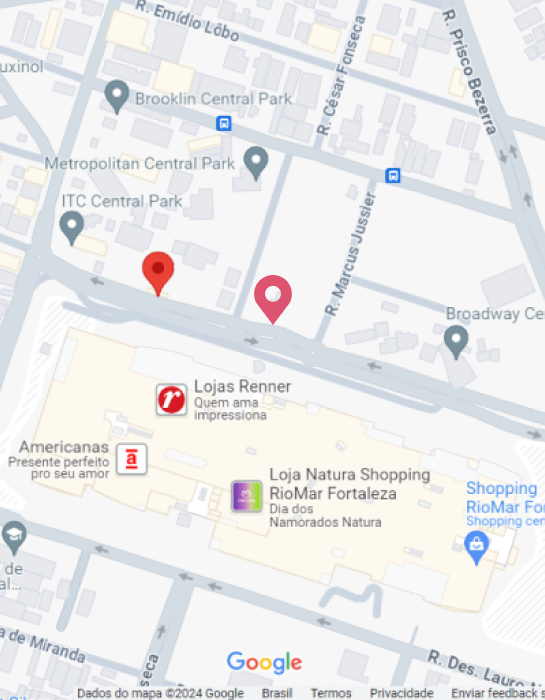 R. Emídio Lôbo
uxinol
R. César Fonseca
R. Prisco Bezerra
Brooklin Central Park
Metropolitan Central Park
ITC Central Park
R. Marcus Jussier
Broadway Ce
r
Lojas Renner
Quem ama
impressiona
Americanas
Presente perfeito
pro seu amor
a
Loja Natura Shopping
RioMar Fortaleza
Dia dos
Namorados Natura
Shopping
RioMar Fo
Shopping cen
de
al...
a de Miranda
seca
Google
R. Des. Lauro
Dados do mapa ©2024 Google Brasil Termos Privacidade Enviar feedback s